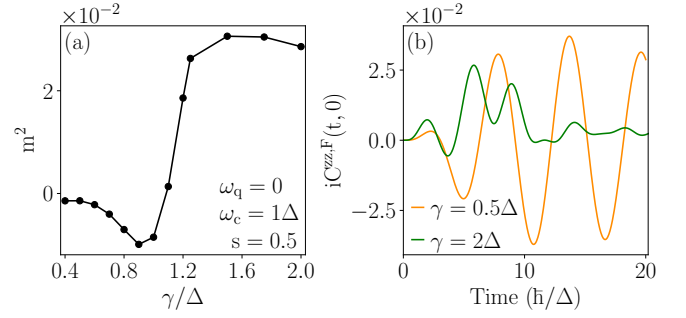 ×10⁻²
(a)
m²
2
0
ω_q = 0
ω_c = 1Δ
s = 0.5
0.4 0.8 1.2 1.6 2.0
γ/Δ
×10⁻²
(b)
iC^{zz,F}(t, 0)
2.5
0.0
−2.5
γ = 0.5Δ
γ = 2Δ
0 10 20
Time (ħ/Δ)